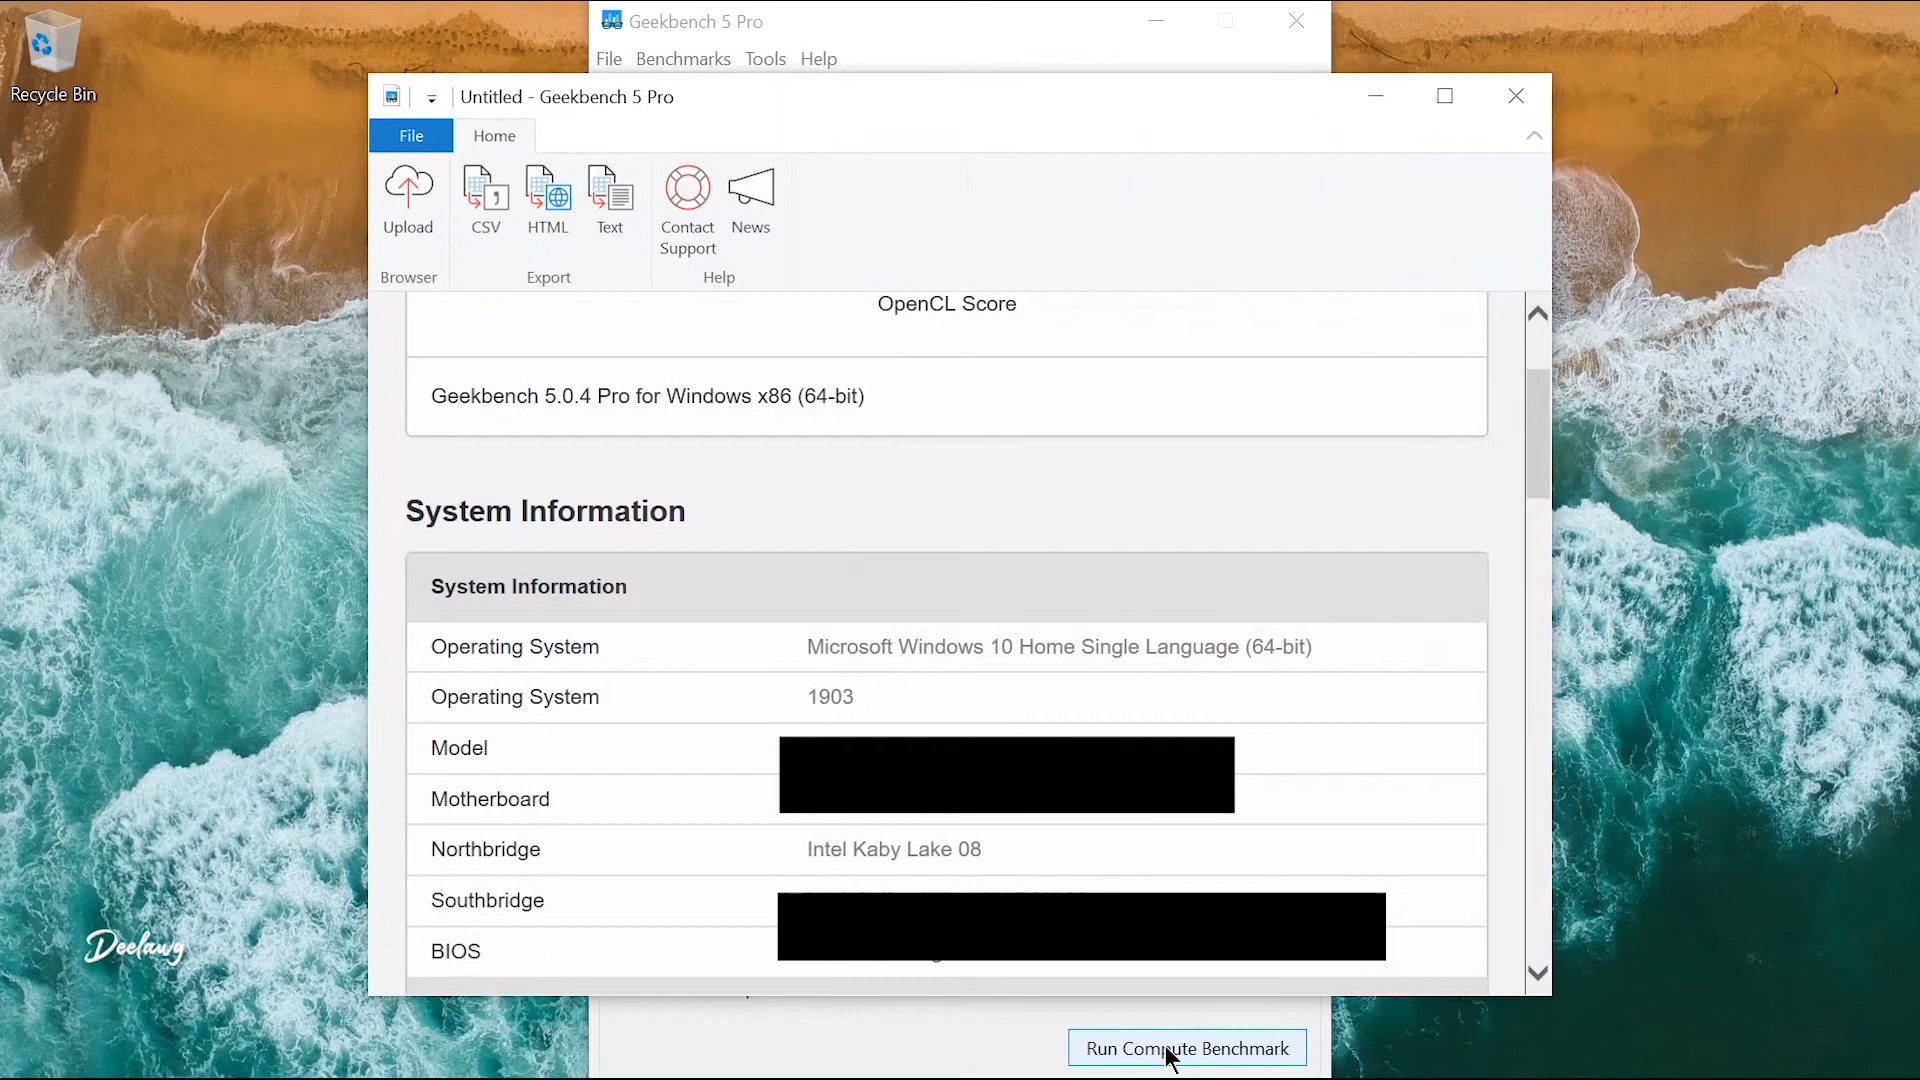 Geekbench 5 Pro
Recycle Bin
File Benchmarks Tools Help
Untitled - Geekbench 5 Pro
File Home
Upload CSV HTML Text Contact Support News
Browser Export Help
OpenCL Score
Geekbench 5.0.4 Pro for Windows x86 (64-bit)
System Information
System Information
Operating System Microsoft Windows 10 Home Single Language (64-bit)
Operating System 1903
Model
Motherboard
Northbridge Intel Kaby Lake 08
Southbridge
BIOS
Deelawg
Run Compute Benchmark